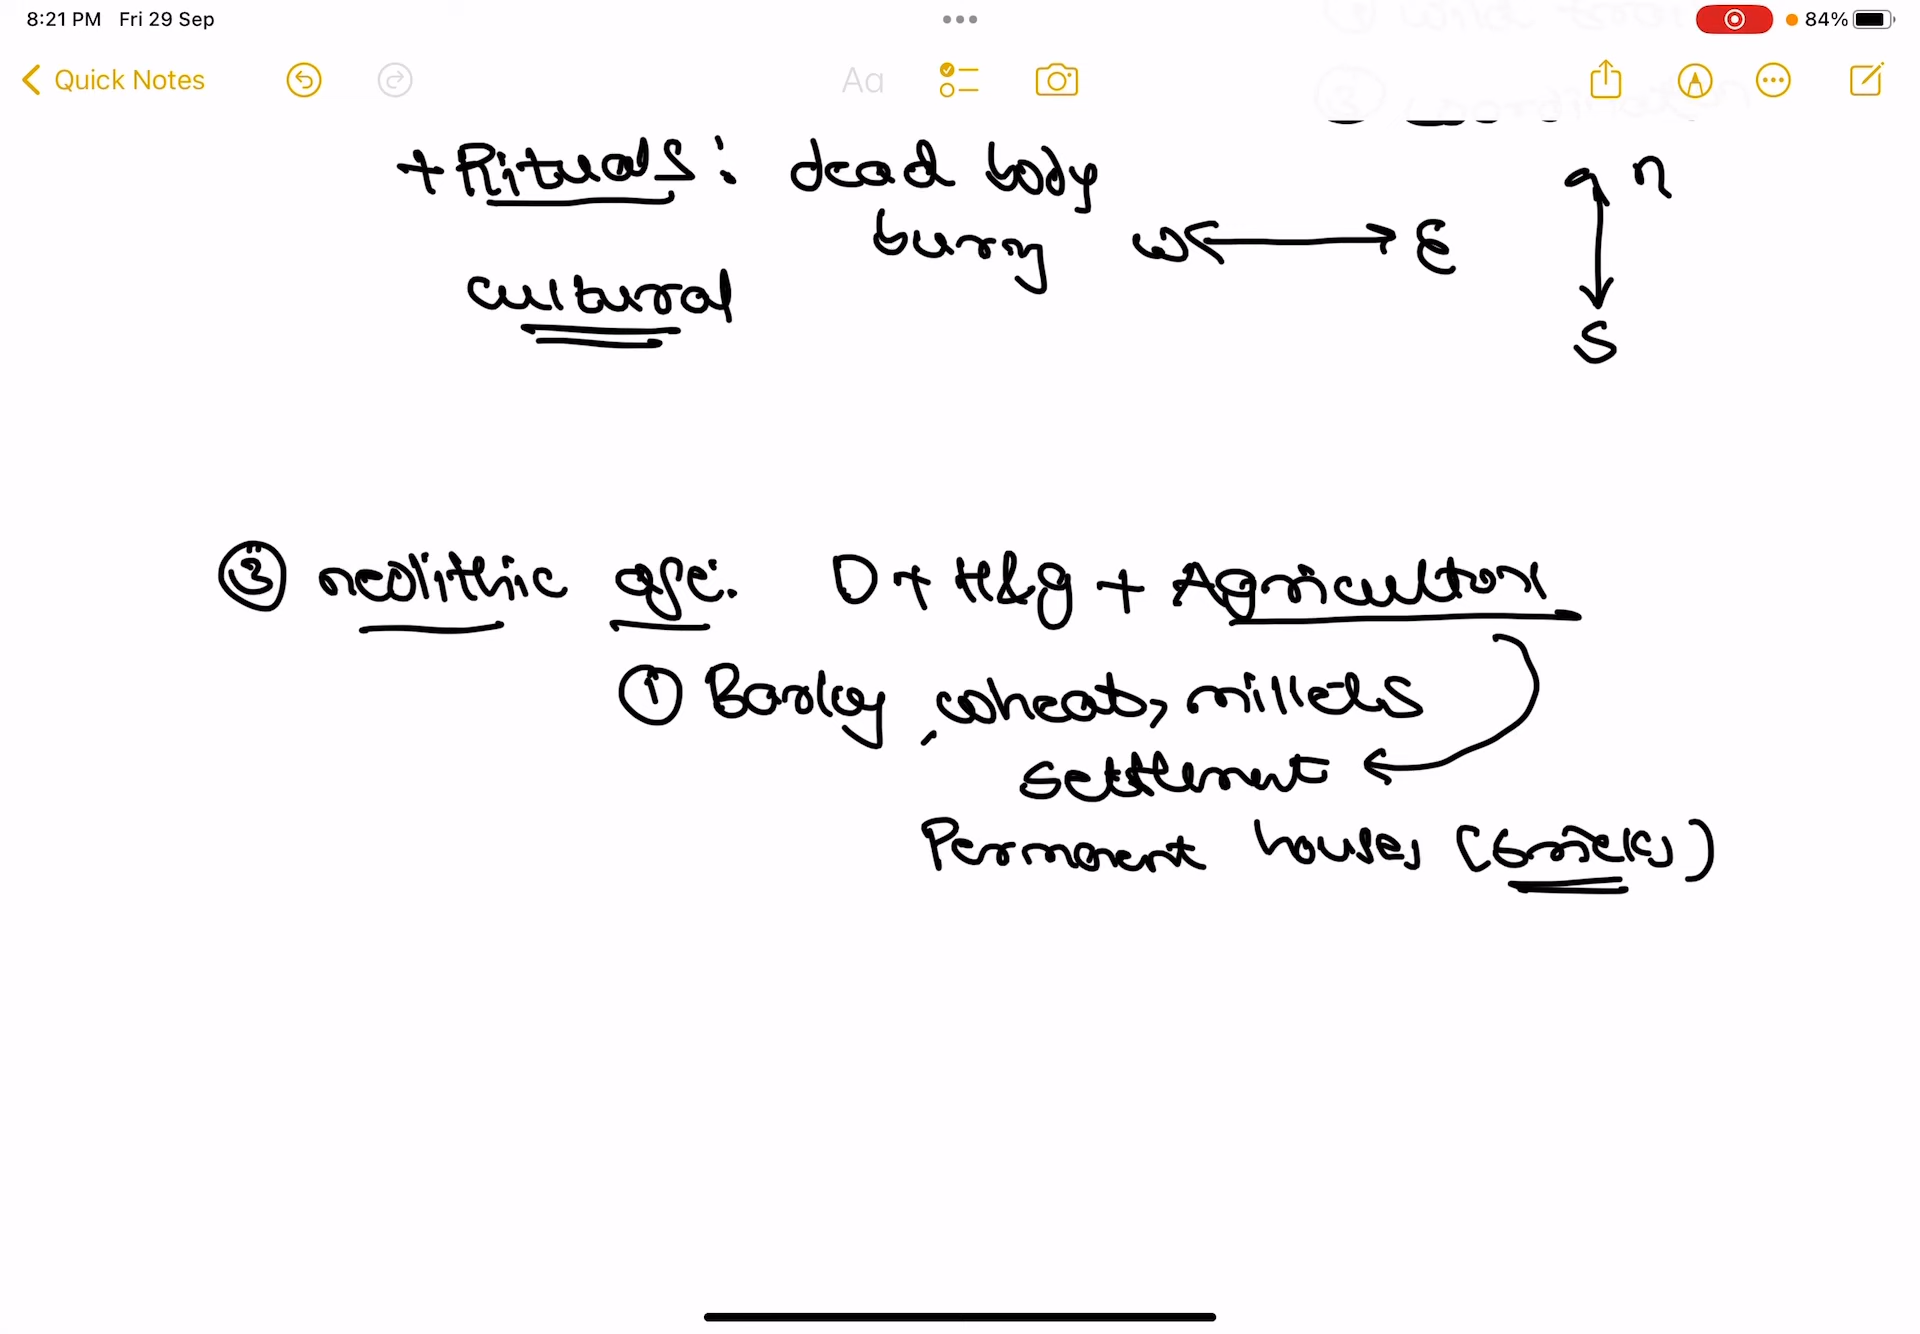 8:21 PM Fri 29 Sep 84%
Quick Notes Aa
+ Rituals: dead body n
bury W E
cultural S
③ neolithic age: D + H&g + Agriculture
① Barley, wheat, millets
settlement
Permanent houses (bricks)